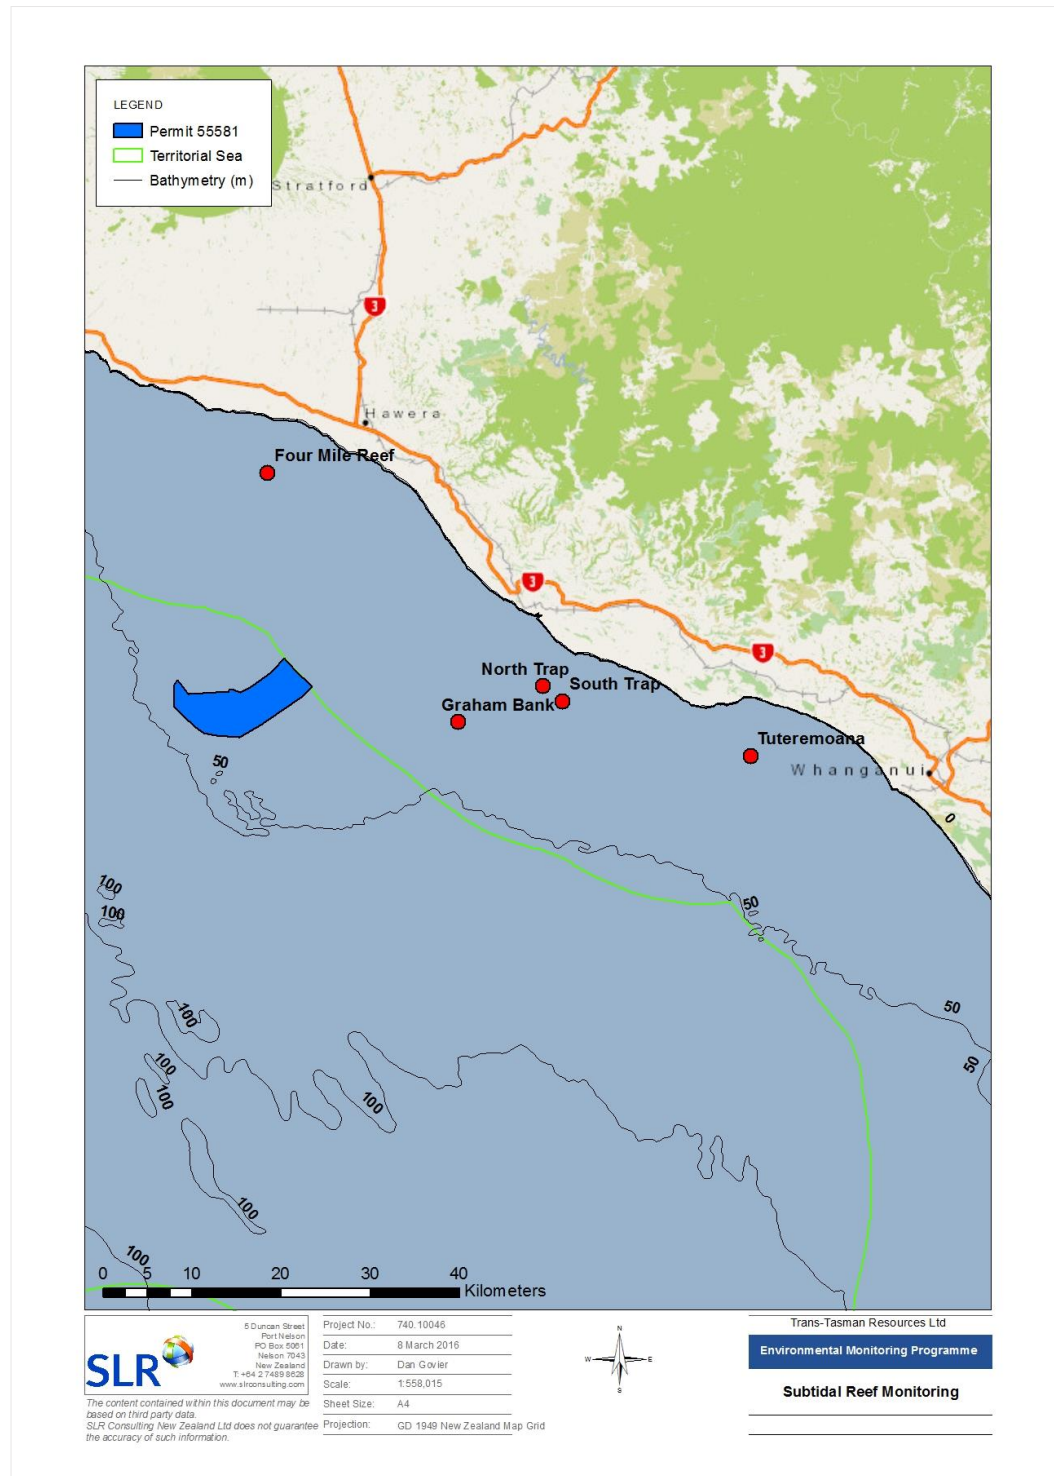 LEGEND
Permit 55581
Territorial Sea
Bathymetry (m)
Stratford
3
Hawera
Four Mile Reef
3
3
North Trap
South Trap
Graham Bank
Tuteremoana
Whanganui
50
0
100
100
50
50
100
50
100
100
100
100
100
0 5 10 20 30 40
Kilometers
SLR
5 Duncan Street
Port Nelson
PO Box 5061
Nelson 7043
New Zealand
T: +64 2 7489 8628
www.slrconsulting.com
The content contained within this document may be
based on third party data.
SLR Consulting New Zealand Ltd does not guarantee
the accuracy of such information.
Project No.: 740.10046
Date: 8 March 2016
Drawn by: Dan Govier
Scale: 1:558,015
Sheet Size: A4
Projection: GD 1949 New Zealand Map Grid
N
W E
S
Trans-Tasman Resources Ltd
Environmental Monitoring Programme
Subtidal Reef Monitoring